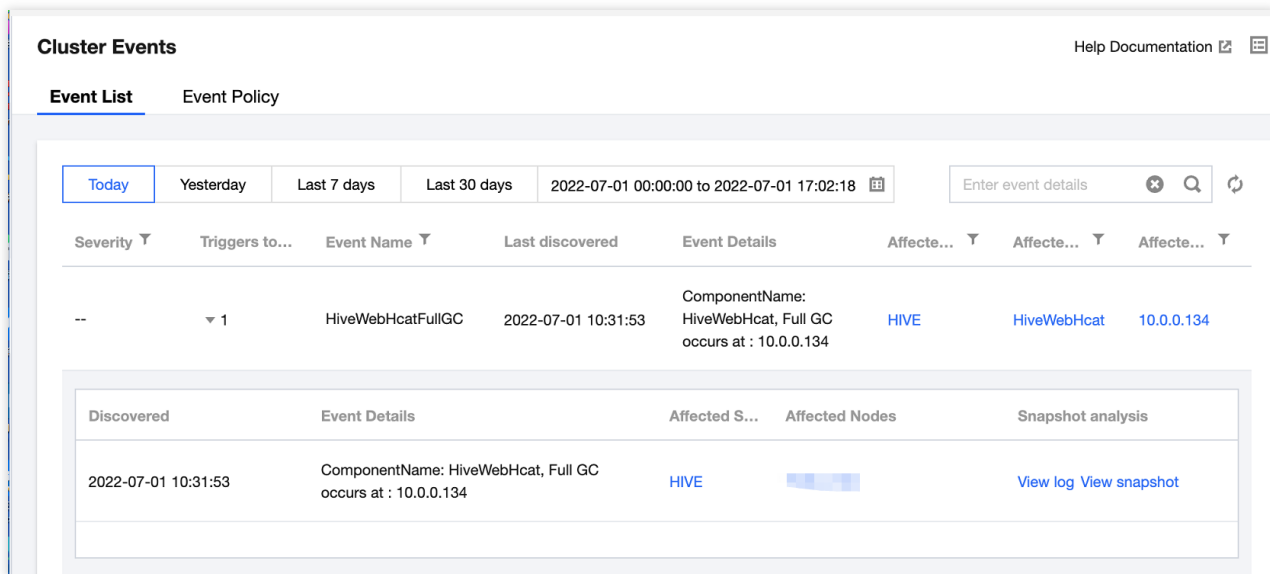 Cluster Events
Help Documentation
Event List Event Policy
Today Yesterday Last 7 days Last 30 days 2022-07-01 00:00:00 to 2022-07-01 17:02:18 Enter event details
Severity Triggers to... Event Name Last discovered Event Details Affecte... Affecte... Affecte...
-- 1 HiveWebHcatFullGC 2022-07-01 10:31:53
ComponentName:
HiveWebHcat, Full GC
occurs at : 10.0.0.134
HIVE HiveWebHcat 10.0.0.134
Discovered Event Details Affected S... Affected Nodes Snapshot analysis
2022-07-01 10:31:53
ComponentName: HiveWebHcat, Full GC
occurs at : 10.0.0.134
HIVE
View log View snapshot